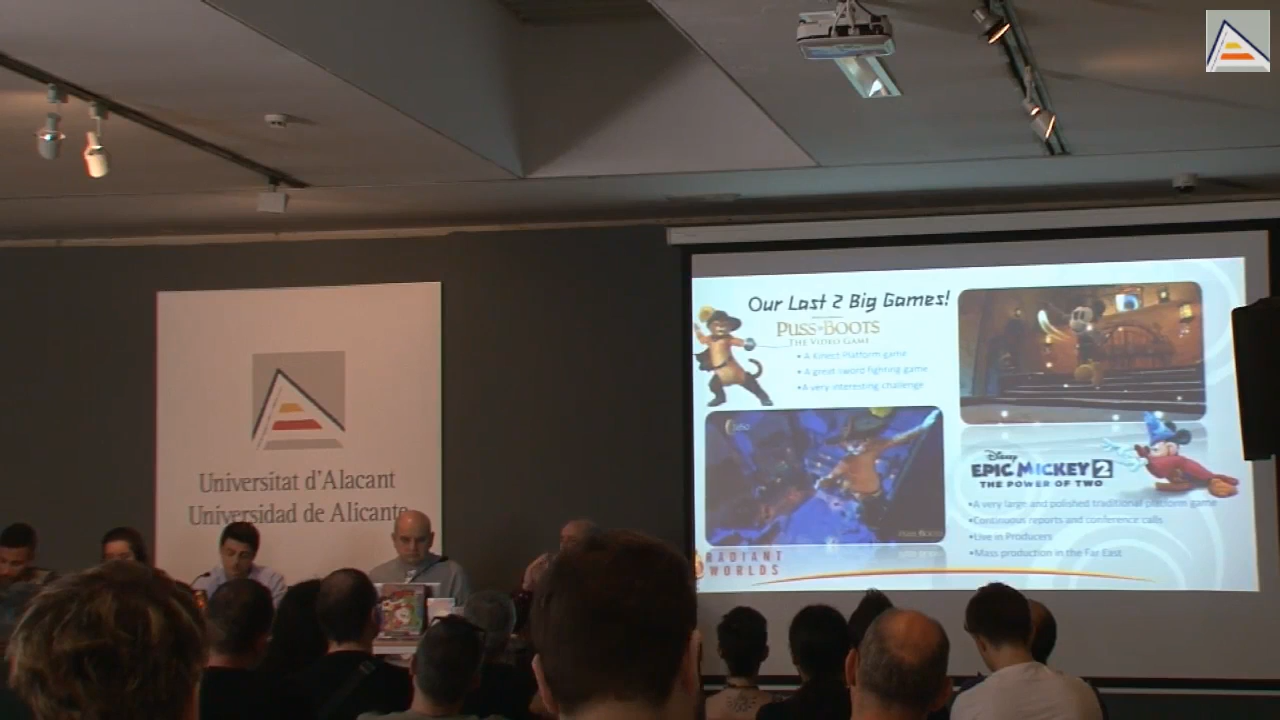 Universitat d'Alacant
Universidad de Alicante
Our Last 2 Big Games!
Puss in Boots
The Video Game
• A Kinect Platform game
• A great sword fighting game
• A very interesting challenge
Disney
EPIC MICKEY 2
THE POWER OF TWO
•A very large and polished traditional platform game
•Continuous reports and conference calls
•Live in Producers
•Mass production in the Far East
RADIANT
WORLDS